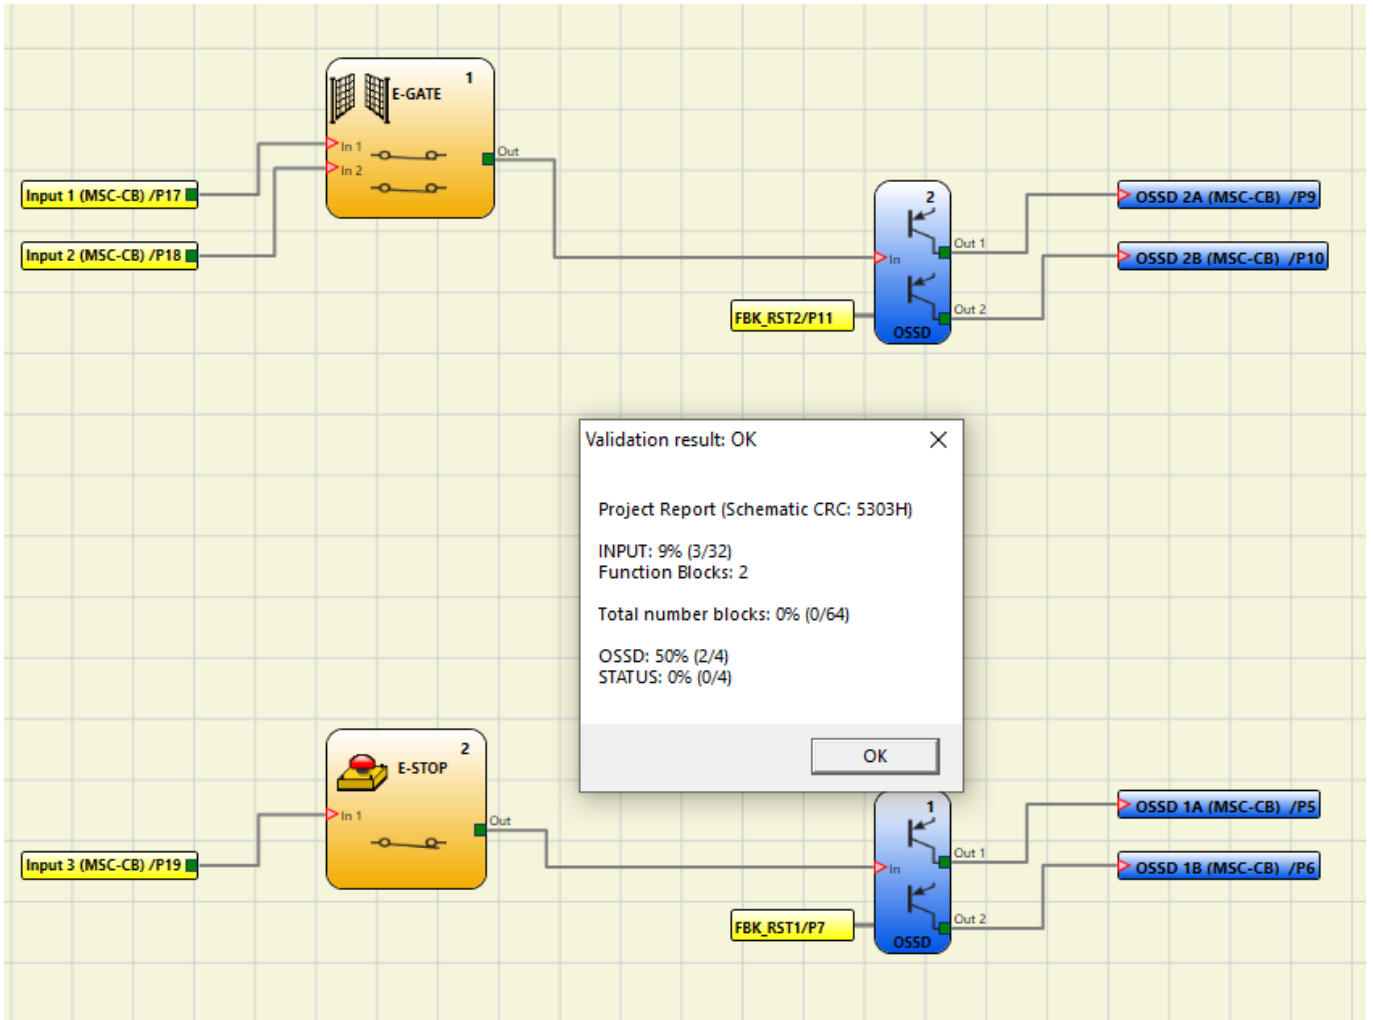 1
E-GATE
In 1
In 2
Out
Input 1 (MSC-CB) /P17
Input 2 (MSC-CB) /P18
2
In
Out 1
Out 2
OSSD
FBK_RST2/P11
OSSD 2A (MSC-CB) /P9
OSSD 2B (MSC-CB) /P10
Validation result: OK
Project Report (Schematic CRC: 5303H)
INPUT: 9% (3/32)
Function Blocks: 2
Total number blocks: 0% (0/64)
OSSD: 50% (2/4)
STATUS: 0% (0/4)
OK
2
E-STOP
In 1
Out
Input 3 (MSC-CB) /P19
1
In
Out 1
Out 2
OSSD
FBK_RST1/P7
OSSD 1A (MSC-CB) /P5
OSSD 1B (MSC-CB) /P6